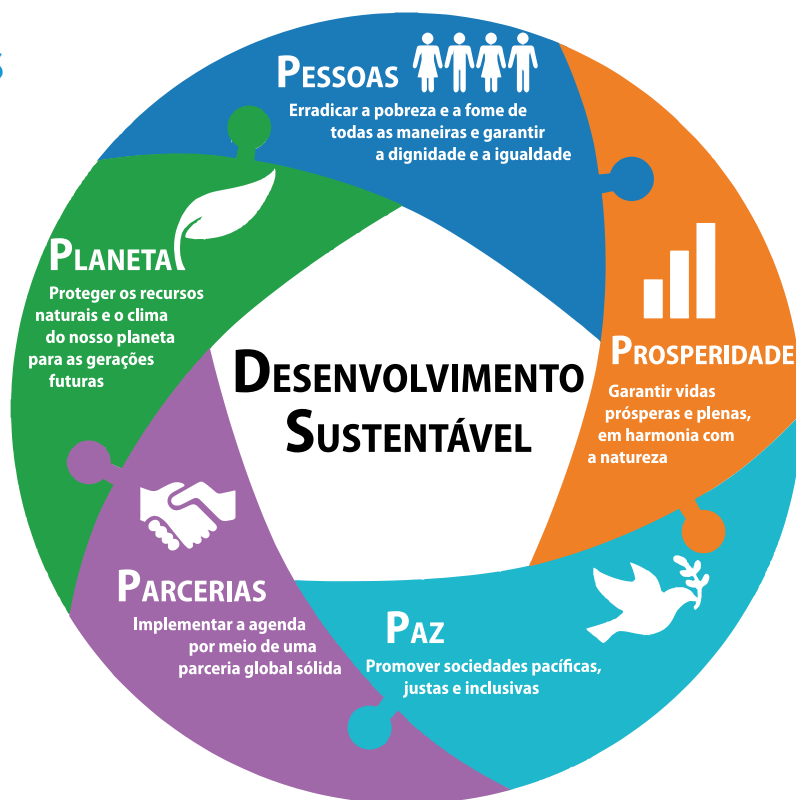 S
PESSOAS
Erradicar a pobreza e a fome de
todas as maneiras e garantir
a dignidade e a igualdade
PROSPERIDADE
Garantir vidas
prósperas e plenas,
em harmonia com
a natureza
PAZ
Promover sociedades pacíficas,
justas e inclusivas
PARCERIAS
Implementar a agenda
por meio de uma
parceria global sólida
PLANETA
Proteger os recursos
naturais e o clima
do nosso planeta
para as gerações
futuras
DESENVOLVIMENTO
SUSTENTÁVEL